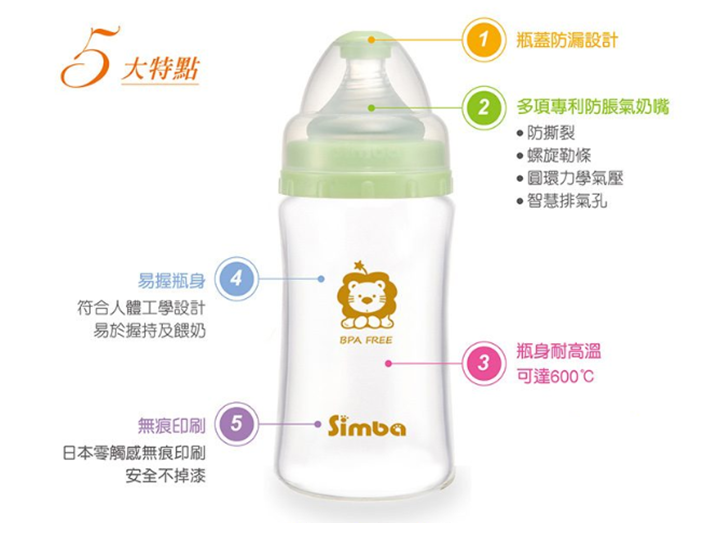 5大特點
1 瓶蓋防漏設計
2 多項專利防脹氣奶嘴
•防撕裂
•螺旋勒條
•圓環力學氣壓
•智慧排氣孔
Simba
易握瓶身 4
符合人體工學設計
易於握持及餵奶
BPA FREE
3 瓶身耐高溫
可達600℃
無痕印刷 5
日本零觸感無痕印刷
安全不掉漆
Simba